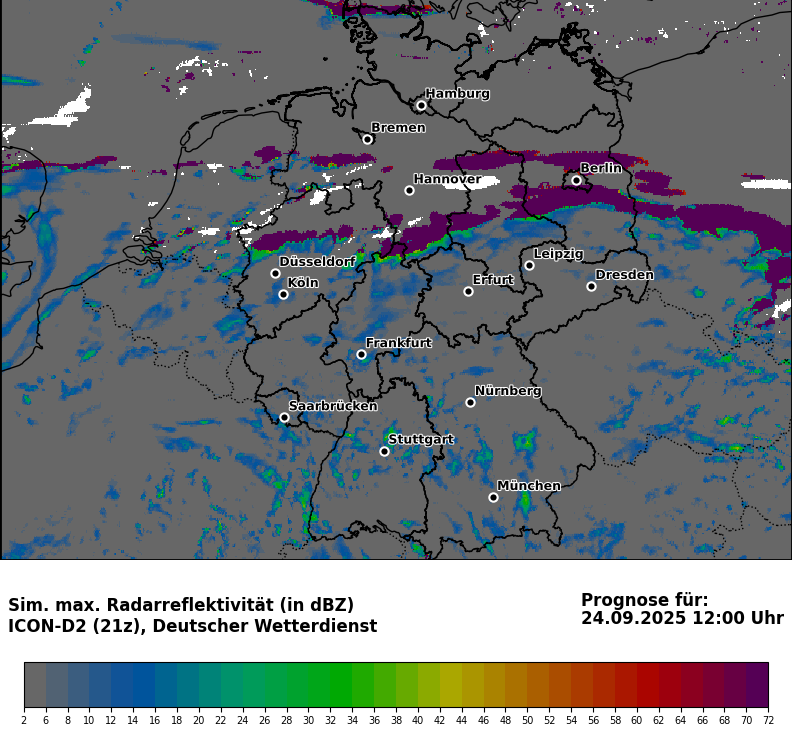 Hamburg
Bremen
Berlin
Hannover
Leipzig
Düsseldorf
Dresden
Erfurt
Köln
Frankfurt
Nürnberg
Saarbrücken
Stuttgart
München
Sim. max. Radarreflektivität (in dBZ)
ICON-D2 (21z), Deutscher Wetterdienst
Prognose für:
24.09.2025 12:00 Uhr
2 6 8 10 12 14 16 18 20 22 24 26 28 30 32 34 36 38 40 42 44 46 48 50 52 54 56 58 60 62 64 66 68 70 72